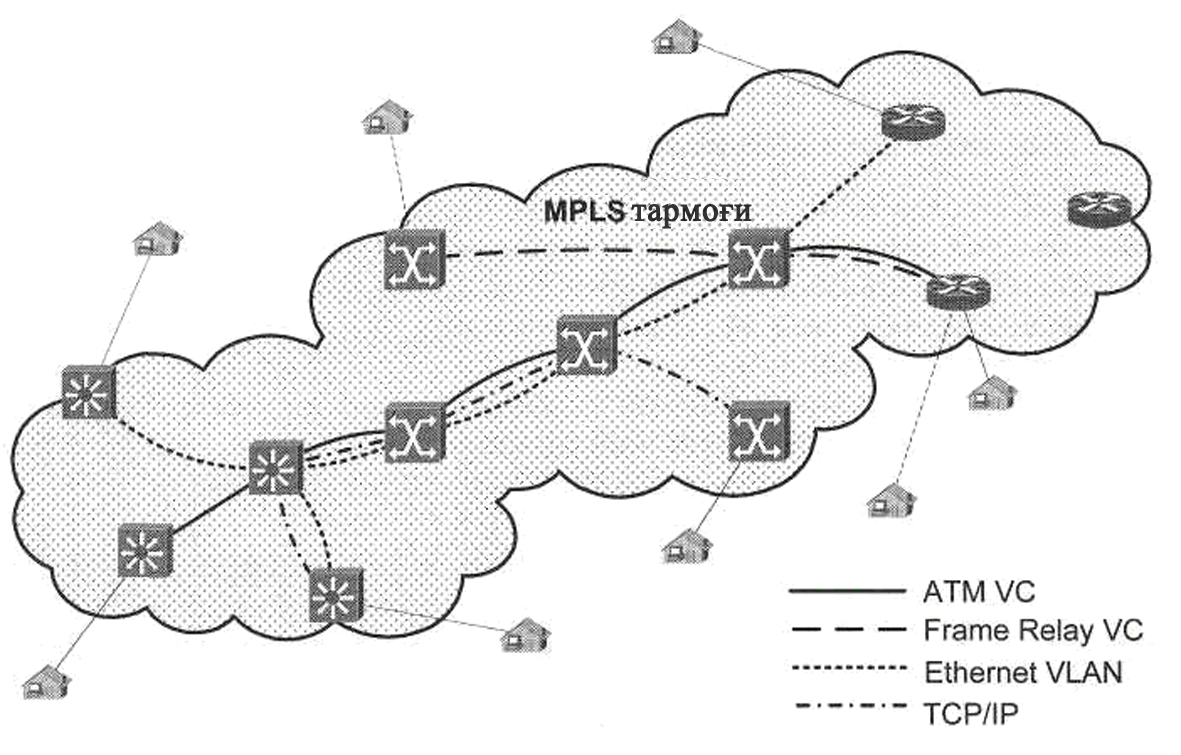 MPLS тармоғи
ATM VC
Frame Relay VC
Ethernet VLAN
TCP/IP